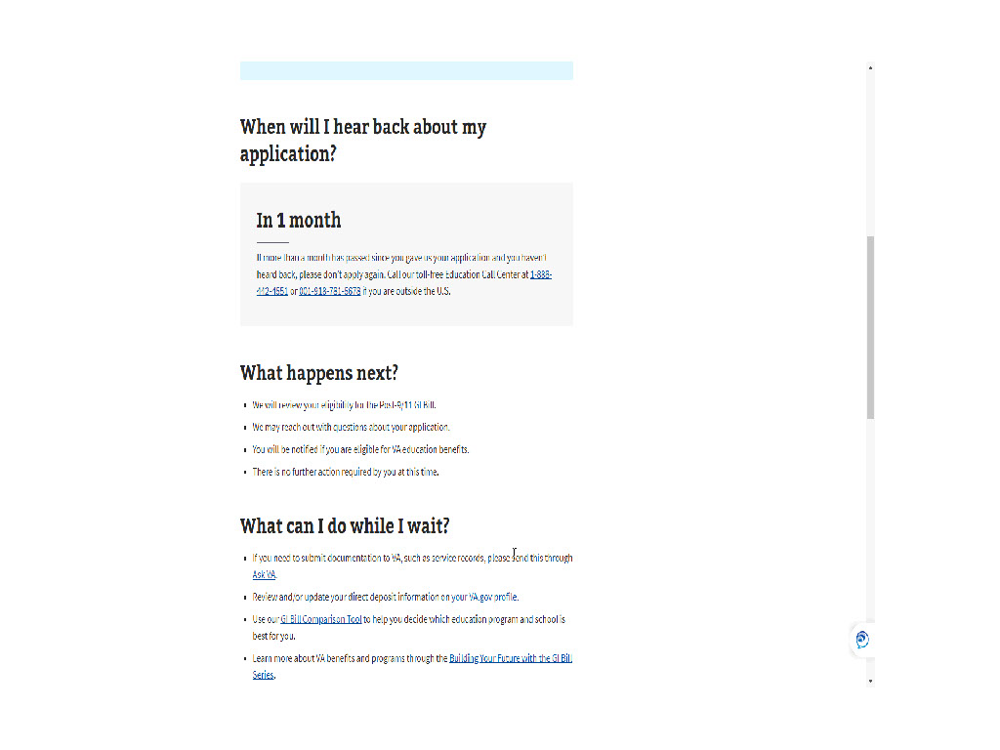 When will I hear back about my
application?
In 1 month
If more than a month has passed since you gave us your application and you haven't
heard back, please don't apply again. Call our toll-free Education Call Center at 1-888-
442-4551 or 001-918-781-5678 if you are outside the U.S.
What happens next?
We will review your eligibility for the Post-9/11 GI Bill.
We may reach out with questions about your application.
You will be notified if you are eligible for VA education benefits.
There is no further action required by you at this time.
What can I do while I wait?
If you need to submit documentation to VA, such as service records, please send this through
Ask VA.
Review and/or update your direct deposit information on your VA.gov profile.
Use our GI Bill Comparison Tool to help you decide which education program and school is
best for you.
Learn more about VA benefits and programs through the Building Your Future with the GI Bill
Series.